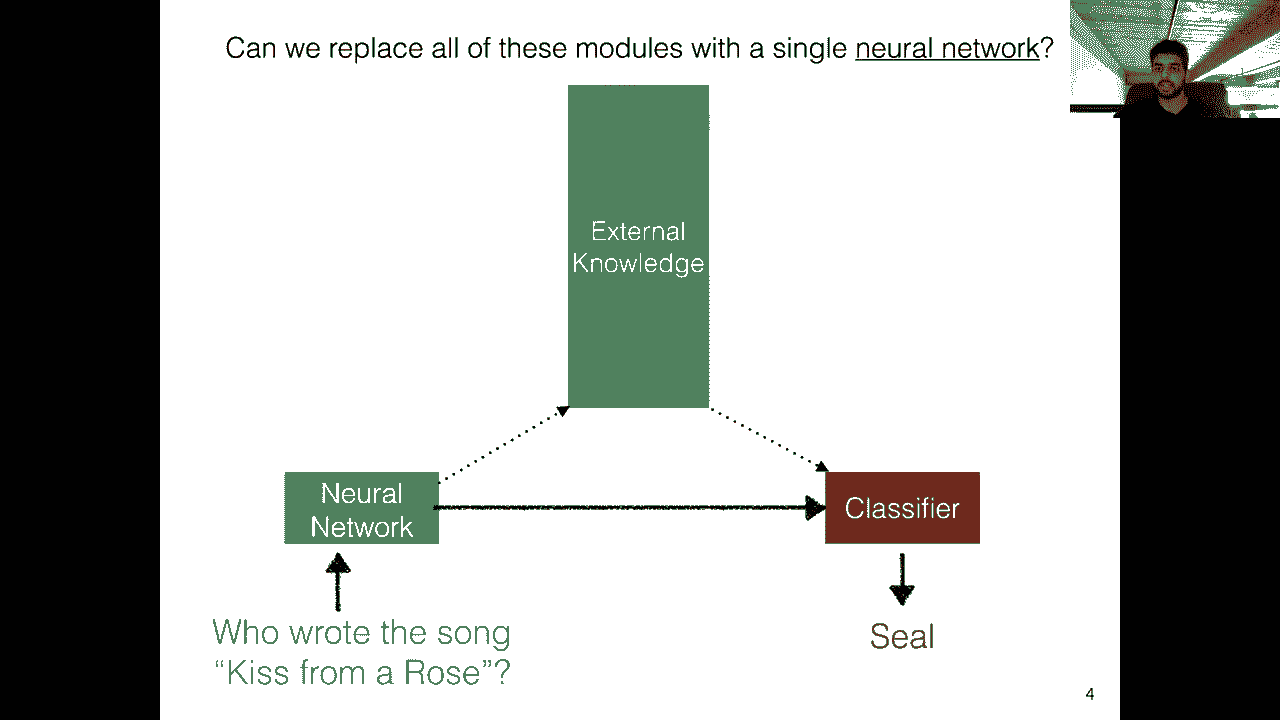 Can we replace all of these modules with a single neural network?
External
Knowledge
Neural
Network
Classifier
Who wrote the song
“Kiss from a Rose”?
Seal
4